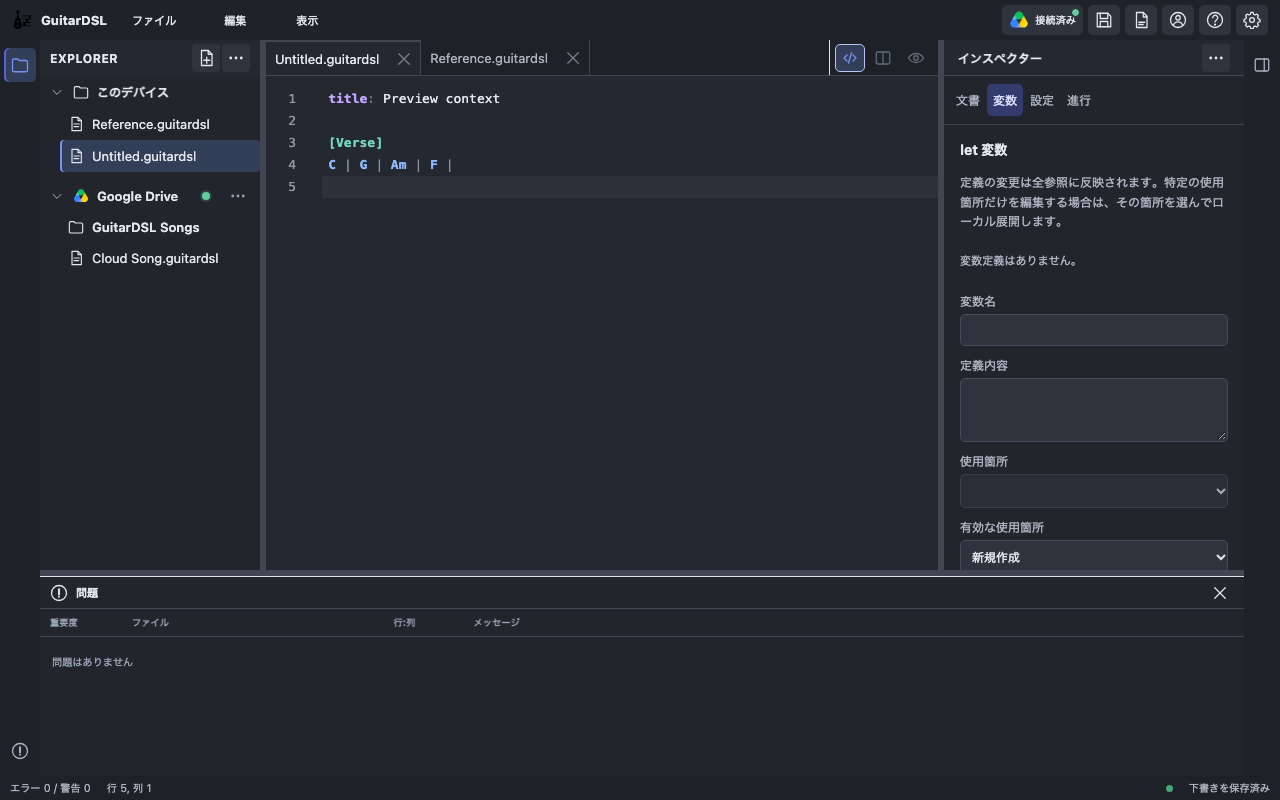 GuitarDSL ファイル 編集 表示 接続済み
EXPLORER
このデバイス
Reference.guitardsl
Untitled.guitardsl
Google Drive
GuitarDSL Songs
Cloud Song.guitardsl
Untitled.guitardsl Reference.guitardsl
1 title: Preview context
2
3 [Verse]
4 C | G | Am | F |
5
インスペクター
文書 変数 設定 進行
let 変数
定義の変更は全参照に反映されます。特定の使用
箇所だけを編集する場合は、その箇所を選んでロ
ーカル展開します。
変数定義はありません。
変数名
定義内容
使用箇所
有効な使用箇所
新規作成
問題
重要度 ファイル 行:列 メッセージ
問題はありません
エラー 0 / 警告 0 行 5, 列 1 下書きを保存済み